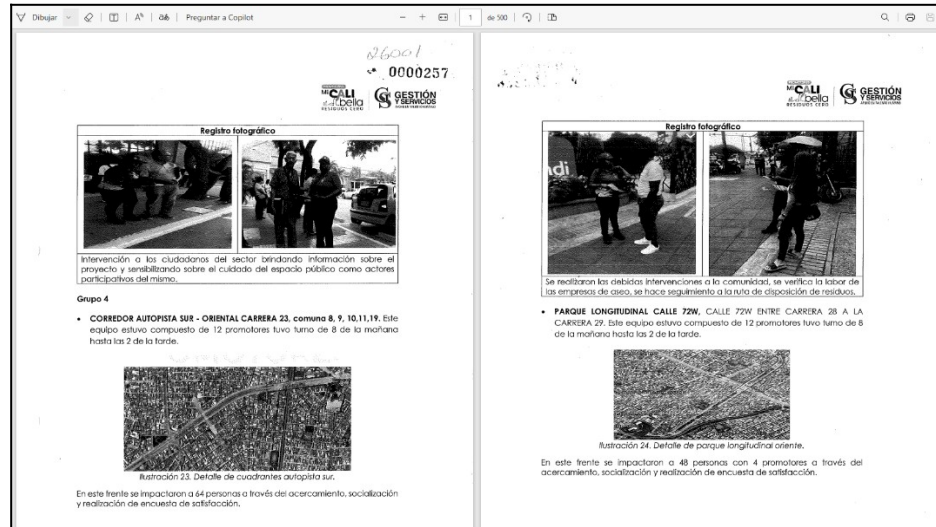 Dibujar
Preguntar a Copilot
1 de 500
26001
0000257
MI CALI bella
RESIDUOS CERO
GESTIÓN
Y SERVICIOS
Registro fotográfico
Intervención a los ciudadanos del sector brindando información sobre el
proyecto y sensibilizando sobre el cuidado del espacio público como actores
participativos del mismo.
Grupo 4
• CORREDOR AUTOPISTA SUR - ORIENTAL CARRERA 23, comuna 8, 9, 10,11,19. Este
equipo estuvo compuesto de 12 promotores tuvo turno de 8 de la mañana
hasta las 2 de la tarde.
Ilustración 23. Detalle de cuadrantes autopista sur.
En este frente se impactaron a 64 personas a través del acercamiento, socialización
y realización de encuesta de satisfacción.
MI CALI bella
RESIDUOS CERO
GESTIÓN
Y SERVICIOS
Registro fotográfico
ndi
Se realizaron las debidas intervenciones a la comunidad, se verifica la labor de
las empresas de aseo, se hace seguimiento a la ruta de disposición de residuos.
• PARQUE LONGITUDINAL CALLE 72W, CALLE 72W ENTRE CARRERA 28 A LA
CARRERA 29. Este equipo estuvo compuesto de 12 promotores tuvo turno de 8
de la mañana hasta las 2 de la tarde.
Ilustración 24. Detalle de parque longitudinal oriente.
En este frente se impactaron a 48 personas con 4 promotores a través del
acercamiento, socialización y realización de encuesta de satisfacción.